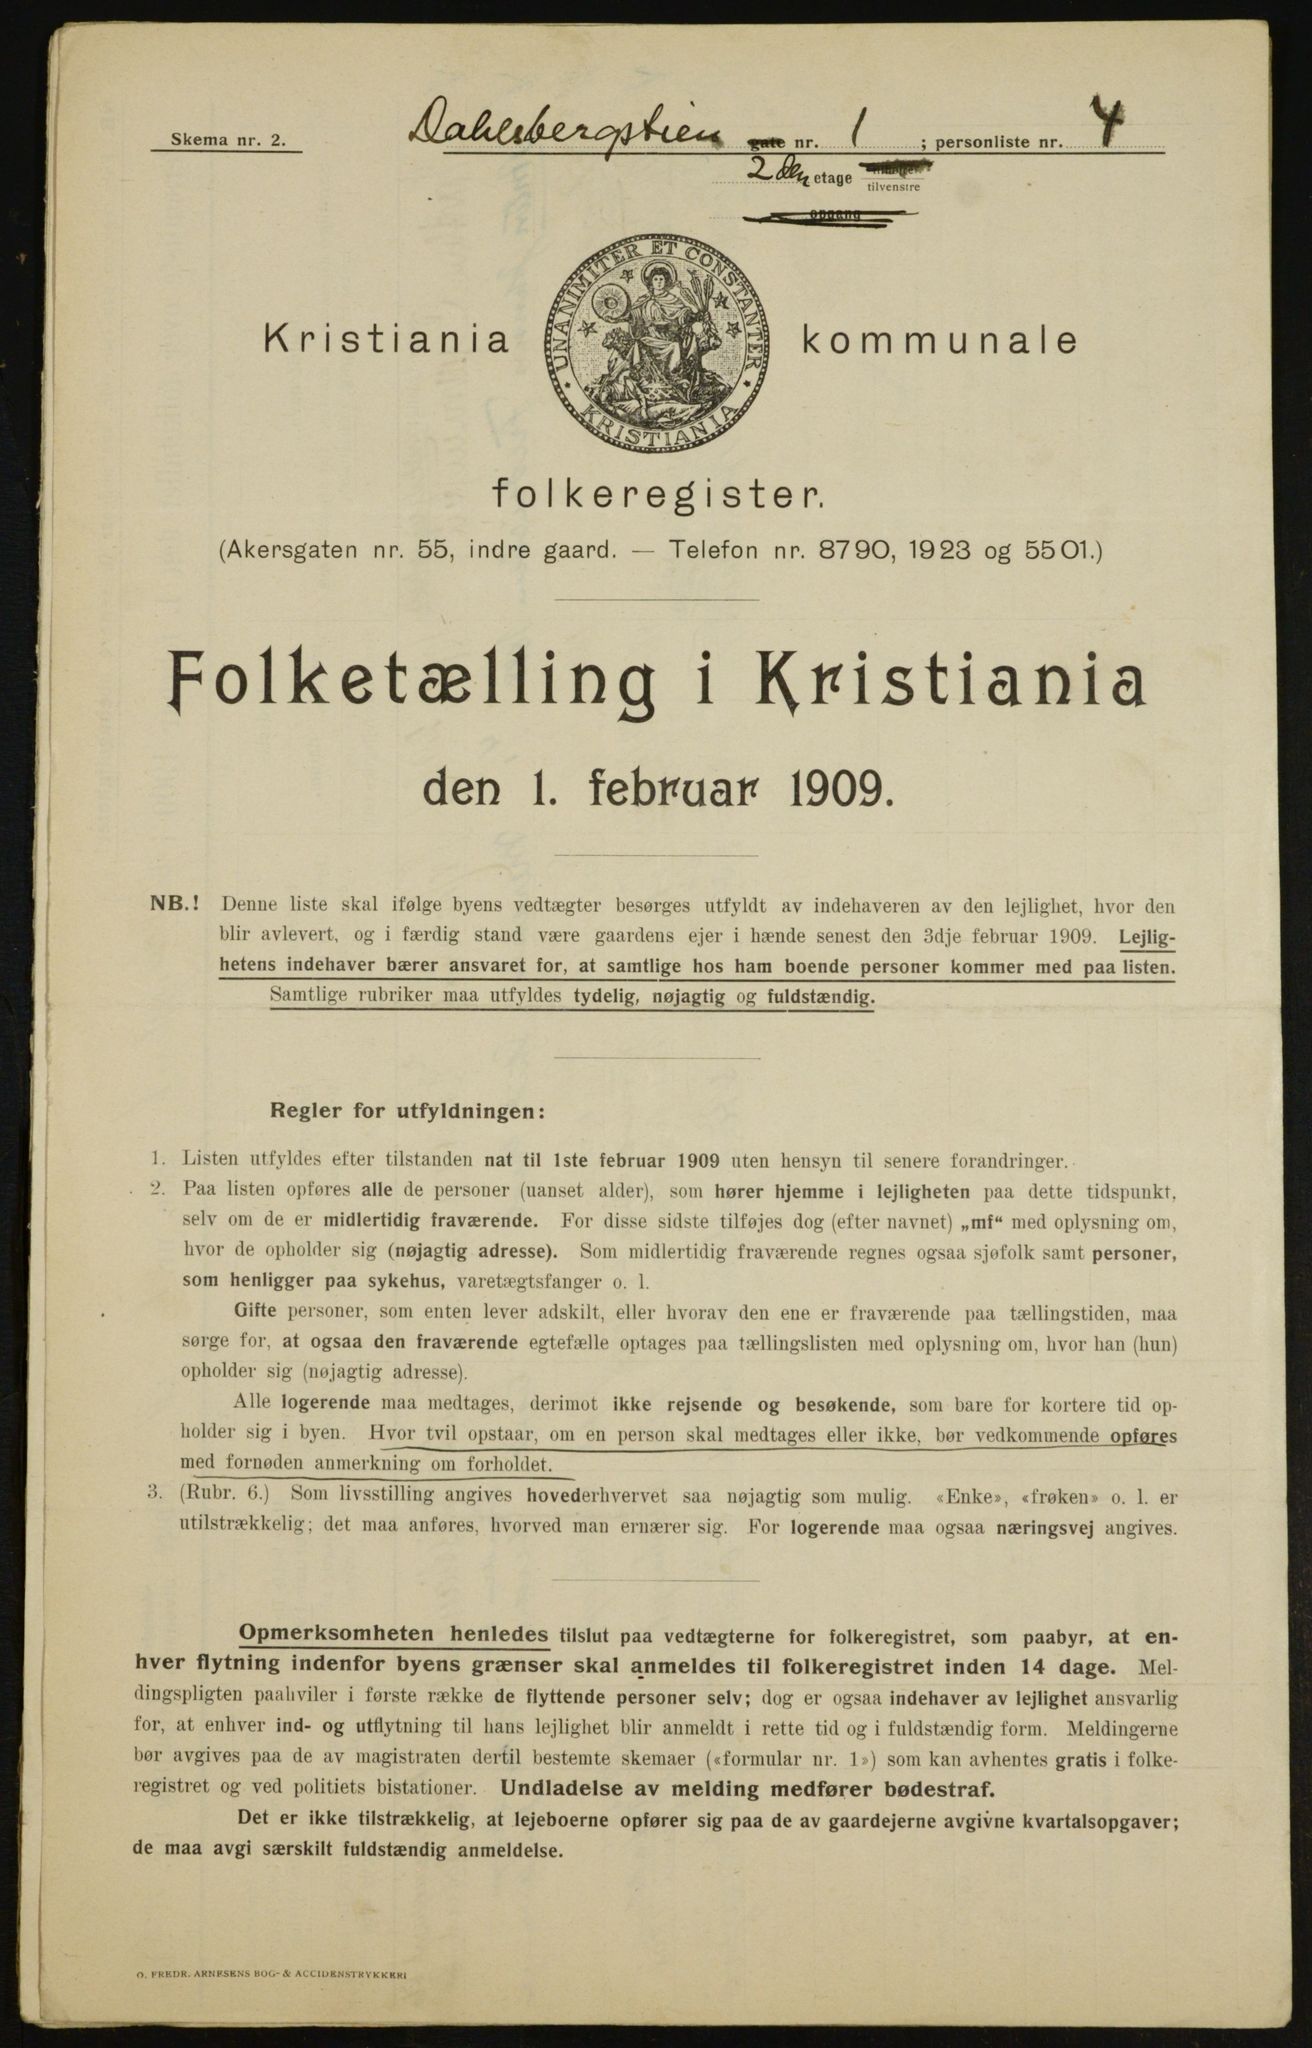 Skema nr. 2.
Dahlsbergstien gate nr. 1 ; personliste nr. 4
2den etage
tilvenstre
opgang
UNANIMITER ET CONSTANTER
KRISTIANIA
Kristiania kommunale
folkeregister.
(Akersgaten nr. 55, indre gaard. — Telefon nr. 8790, 1923 og 5501.)
Folketælling i Kristiania
den 1. februar 1909.
NB.! Denne liste skal ifølge byens vedtægter besørges utfyldt av indehaveren av den lejlighet, hvor den
blir avlevert, og i færdig stand være gaardens ejer i hænde senest den 3dje februar 1909. Lejlig-
hetens indehaver bærer ansvaret for, at samtlige hos ham boende personer kommer med paa listen.
Samtlige rubriker maa utfyldes tydelig, nøjagtig og fuldstændig.
Regler for utfyldningen:
1. Listen utfyldes efter tilstanden nat til 1ste februar 1909 uten hensyn til senere forandringer.
2. Paa listen opføres alle de personer (uanset alder), som hører hjemme i lejligheten paa dette tidspunkt,
selv om de er midlertidig fraværende. For disse sidste tilføjes dog (efter navnet) „mf“ med oplysning om,
hvor de opholder sig (nøjagtig adresse). Som midlertidig fraværende regnes ogsaa sjøfolk samt personer,
som henligger paa sykehus, varetægtsfanger o. l.
Gifte personer, som enten lever adskilt, eller hvorav den ene er fraværende paa tællingstiden, maa
sørge for, at ogsaa den fraværende egtefælle optages paa tællingslisten med oplysning om, hvor han (hun)
opholder sig (nøjagtig adresse).
Alle logerende maa medtages, derimot ikke rejsende og besøkende, som bare for kortere tid op-
holder sig i byen. Hvor tvil opstaar, om en person skal medtages eller ikke, bør vedkommende opføres
med fornøden anmerkning om forholdet.
3. (Rubr. 6.) Som livsstilling angives hovederhvervet saa nøjagtig som mulig. «Enke», «frøken» o. l. er
utilstrækkelig; det maa anføres, hvorved man ernærer sig. For logerende maa ogsaa næringsvej angives.
Opmerksomheten henledes tilslut paa vedtægterne for folkeregistret, som paabyr, at en-
hver flytning indenfor byens grænser skal anmeldes til folkeregistret inden 14 dage. Mel-
dingspligten paahviler i første række de flyttende personer selv; dog er ogsaa indehaver av lejlighet ansvarlig
for, at enhver ind- og utflytning til hans lejlighet blir anmeldt i rette tid og i fuldstændig form. Meldingerne
bør avgives paa de av magistraten dertil bestemte skemaer («formular nr. 1») som kan avhentes gratis i folke-
registret og ved politiets bistationer. Undladelse av melding medfører bødestraf.
Det er ikke tilstrækkelig, at lejeboerne opfører sig paa de av gaardejerne avgivne kvartalsopgaver;
de maa avgi særskilt fuldstændig anmeldelse.
O. FREDR. ARNESENS BOG- & ACCIDENSTRYKKERI